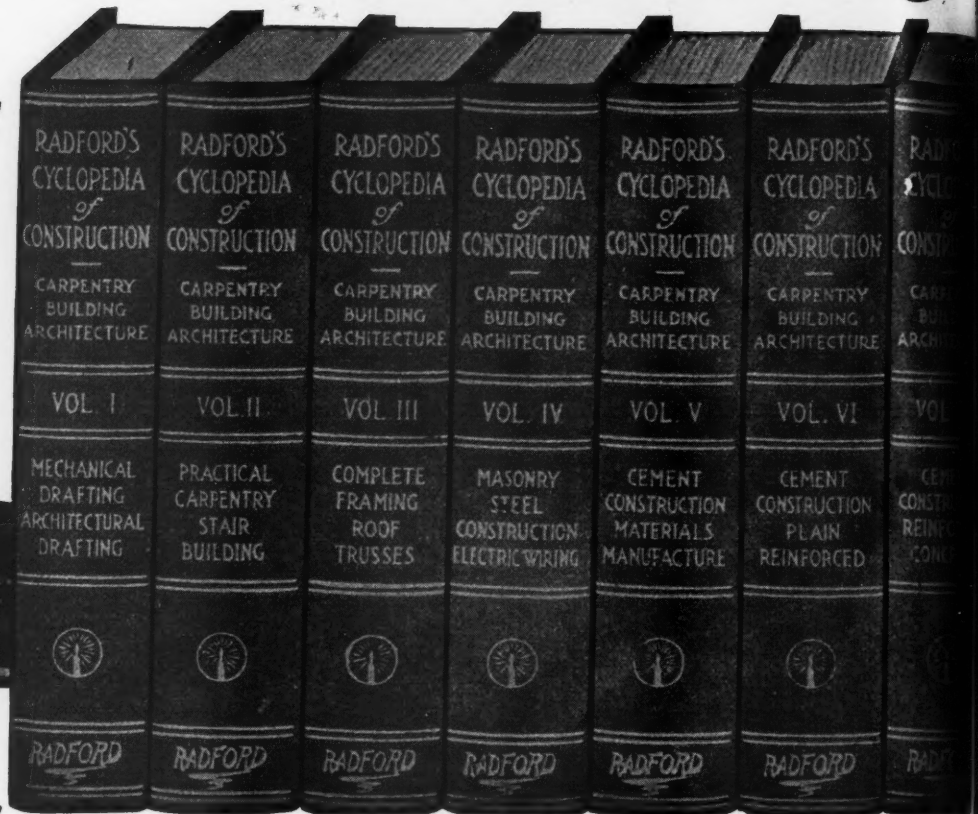 RADFORD'S
CYCLOPEDIA
of
CONSTRUCTION
CARPENTRY
BUILDING
ARCHITECTURE
VOL. I
MECHANICAL
DRAFTING
ARCHITECTURAL
DRAFTING
RADFORD
RADFORD'S
CYCLOPEDIA
of
CONSTRUCTION
CARPENTRY
BUILDING
ARCHITECTURE
VOL. II
PRACTICAL
CARPENTRY
STAIR
BUILDING
RADFORD
RADFORD'S
CYCLOPEDIA
of
CONSTRUCTION
CARPENTRY
BUILDING
ARCHITECTURE
VOL. III
COMPLETE
FRAMING
ROOF
TRUSSES
RADFORD
RADFORD'S
CYCLOPEDIA
of
CONSTRUCTION
CARPENTRY
BUILDING
ARCHITECTURE
VOL. IV
MASONRY
STEEL
CONSTRUCTION
ELECTRIC WIRING
RADFORD
RADFORD'S
CYCLOPEDIA
of
CONSTRUCTION
CARPENTRY
BUILDING
ARCHITECTURE
VOL. V
CEMENT
CONSTRUCTION
MATERIALS
MANUFACTURE
RADFORD
RADFORD'S
CYCLOPEDIA
of
CONSTRUCTION
CARPENTRY
BUILDING
ARCHITECTURE
VOL. VI
CEMENT
CONSTRUCTION
PLAIN
REINFORCED
RADFORD
VOL